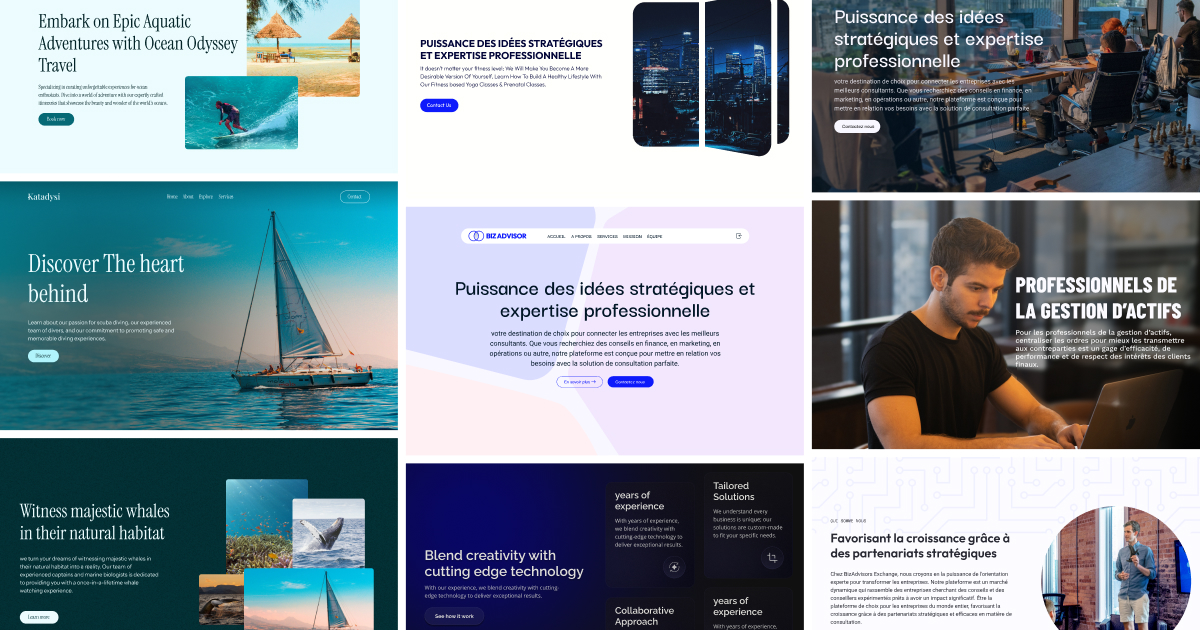 Embark on Epic Aquatic
Adventures with Ocean Odyssey
Travel
Specializing in creating unforgettable experiences for ocean
enthusiasts. Dive into a world of adventure with our expertly crafted
itineraries that showcase the beauty and wonder of the world's oceans.
Book now
Katadysi
Home About Explore Services
Contact
Discover The heart
behind
Learn about our passion for scuba diving, our experienced
team of divers, and our commitment to promoting safe and
memorable diving experiences.
Discover
Witness majestic whales
in their natural habitat
we turn your dreams of witnessing majestic whales in
their natural habitat into a reality. Our team of
experienced captains and marine biologists is dedicated
to providing you with a once-in-a-lifetime whale
watching experience.
Learn more
PUISSANCE DES IDÉES STRATÉGIQUES
ET EXPERTISE PROFESSIONNELLE
It doesn't matter your fitness level; We Will Make You Become A More
Desirable Version Of Yourself, Learn How To Build A Healthy Lifestyle With
Our Fitness based Yoga Classes & Prenatal Classes.
Contact Us
BIZ ADVISOR
ACCUEIL A PROPOS SERVICES MISSION ÉQUIPE
Puissance des idées stratégiques et
expertise professionnelle
votre destination de choix pour connecter les entreprises avec les meilleurs
consultants. Que vous recherchiez des conseils en finance, en marketing, en
opérations ou autre, notre plateforme est conçue pour mettre en relation vos
besoins avec la solution de consultation parfaite.
En savoir plus →
Contactez nous
Blend creativity with
cutting edge technology
With our experience, we blend creativity with cutting-
edge technology to deliver exceptional results.
See how it work
years of
experience
With years of experience,
we blend creativity with
cutting-edge technology to
deliver exceptional results.
Collaborative
Approach
Tailored
Solutions
We understand every
business is unique; our
solutions are custom-made
to fit your specific needs.
years of
experience
With years of experience,
Puissance des idées
stratégiques et expertise
professionnelle
votre destination de choix pour connecter les entreprises avec les
meilleurs consultants. Que vous recherchiez des conseils en finance, en
marketing, en opérations ou autre, notre plateforme est conçue pour
mettre en relation vos besoins avec la solution de consultation parfaite.
Contactez nous
PROFESSIONNELS DE
LA GESTION D'ACTIFS
Pour les professionnels de la gestion d'actifs,
centraliser les ordres pour mieux les transmettre
aux contreparties est un gage d'efficacité, de
performance et de respect des intérêts des clients
finaux.
QUI SOMME NOUS
Favorisant la croissance grâce à
des partenariats stratégiques
Chez BizAdvisors Exchange, nous croyons en la puissance de l'orientation
experte pour transformer les entreprises. Notre plateforme est un marché
dynamique qui rassemble des entreprises cherchant des conseils et des
conseillers expérimentés prêts à avoir un impact significatif. Être la
plateforme de choix pour les entreprises du monde entier, favorisant la
croissance grâce à des partenariats stratégiques et efficaces en matière de
consultation.